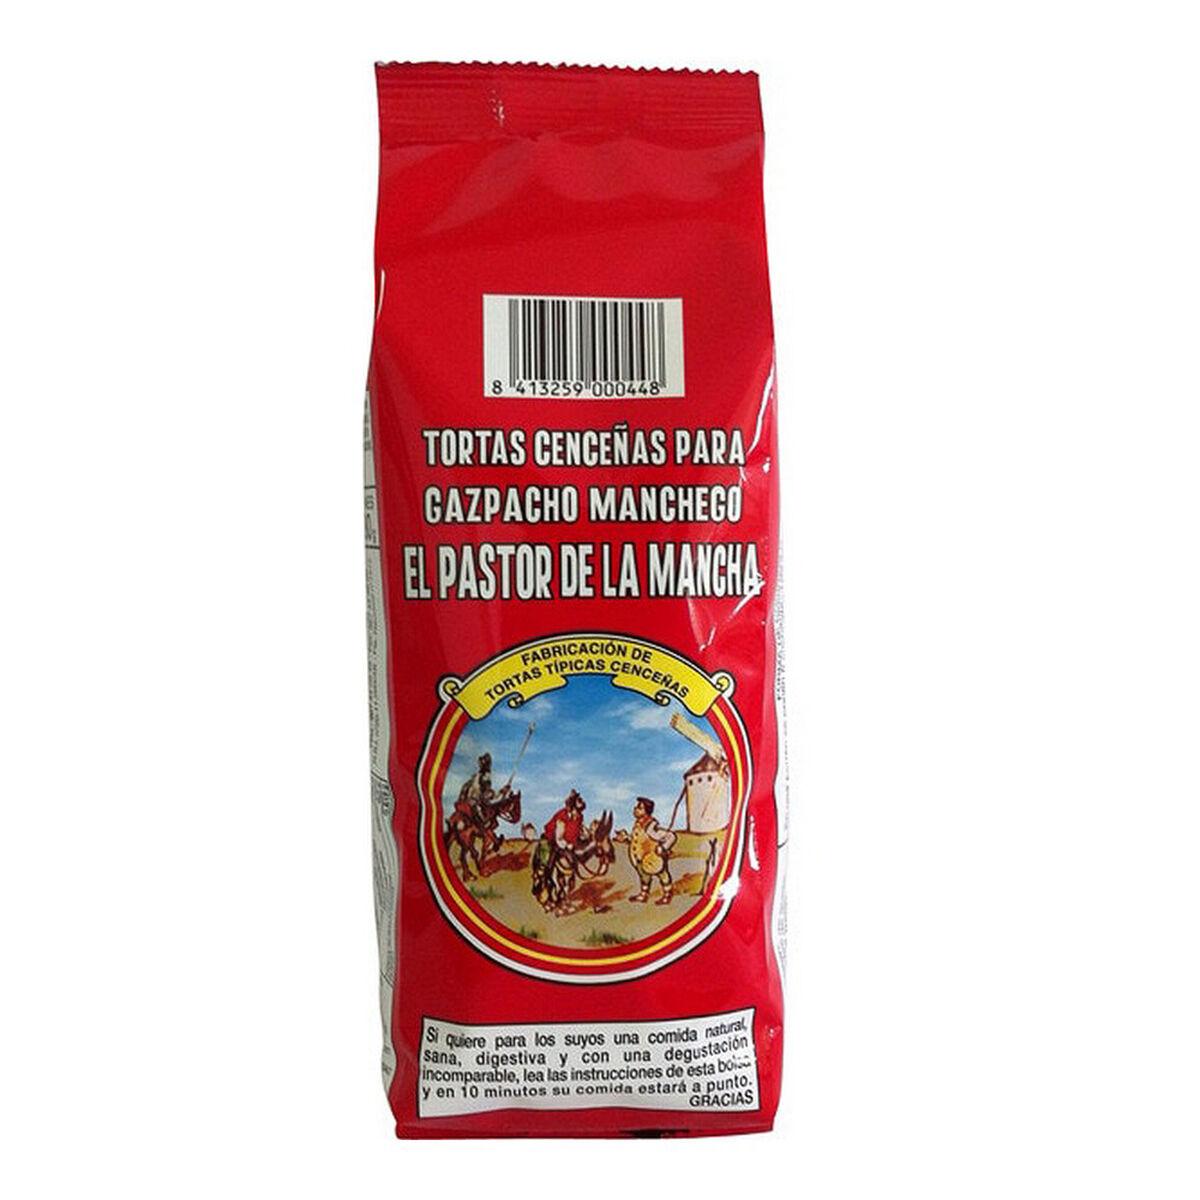 8 413259 000448
TORTAS CENCEÑAS PARA
GAZPACHO MANCHEGO
EL PASTOR DE LA MANCHA
FABRICACIÓN DE
TORTAS TÍPICAS CENCEÑAS
Si quiere para los suyos una comida natural,
sana, digestiva y con una degustación
incomparable, lea las instrucciones de esta bolsa
y en 10 minutos su comida estará a punto.
GRACIAS